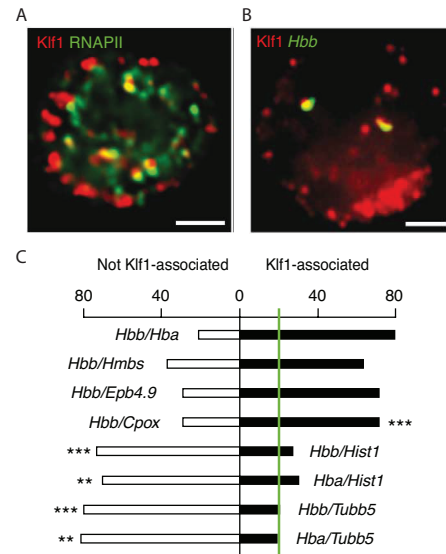 A
Klf1 RNAPII
B
Klf1 Hbb
C
Not Klf1-associated Klf1-associated
80 40 0 40 80
Hbb/Hba
Hbb/Hmbs
Hbb/Epb4.9
Hbb/Cpox ***
*** Hbb/Hist1
** Hba/Hist1
*** Hbb/Tubb5
** Hba/Tubb5